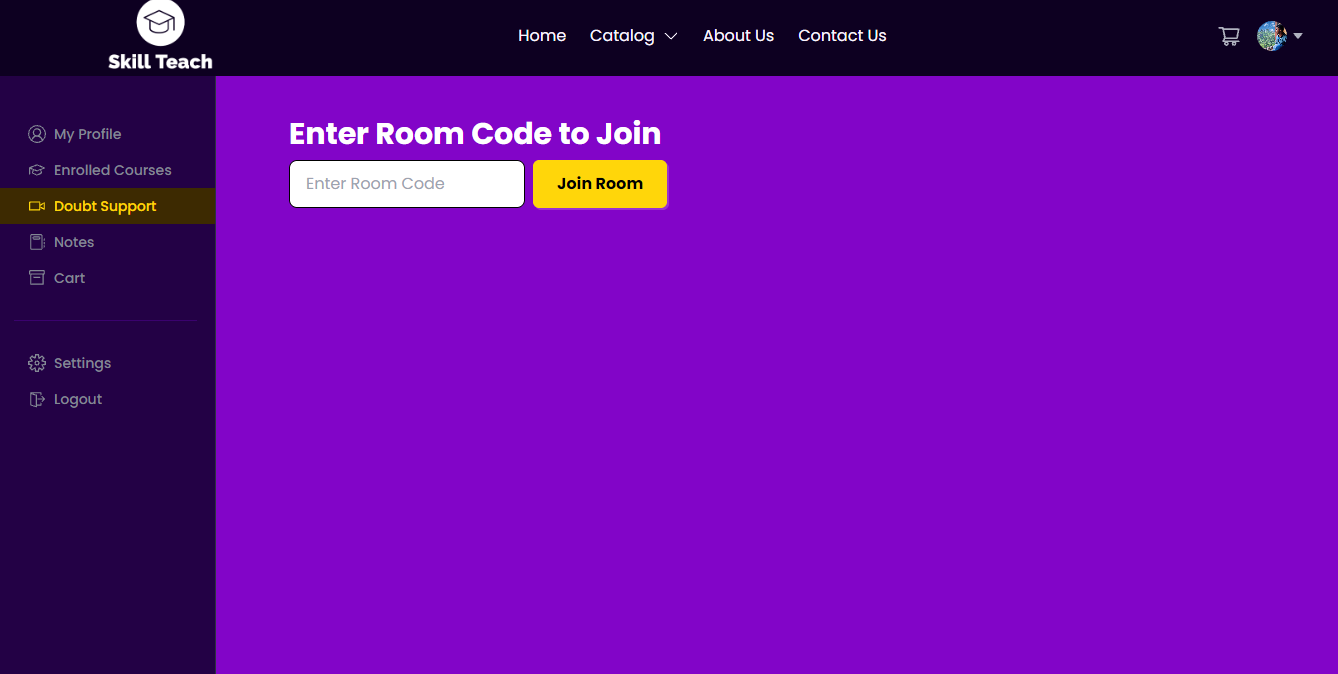 Skill Teach
Home
Catalog
About Us
Contact Us
My Profile
Enrolled Courses
Doubt Support
Notes
Cart
Settings
Logout
Enter Room Code to Join
Enter Room Code
Join Room